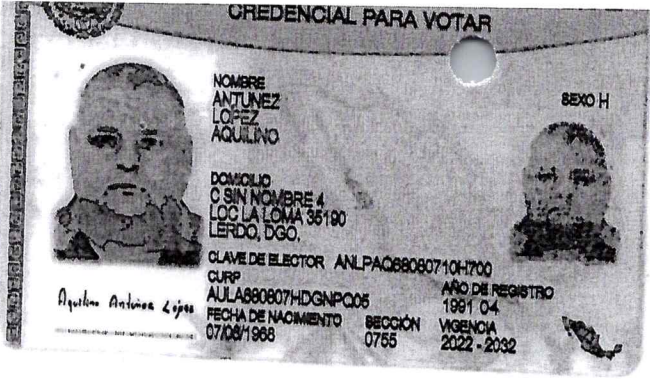 CREDENCIAL PARA VOTAR
NOMBRE
ANTUNEZ
LOPEZ
AQUILINO
SEXO H
DOMICILIO
C SIN NOMBRE 4
LOC LA LOMA 35190
LERDO, DGO.
CLAVE DE ELECTOR ANLPAQ68080710H700
CURP
AULA680807HDGNPQ05
AÑO DE REGISTRO
1991 04
FECHA DE NACIMIENTO
07/08/1968
SECCIÓN
0755
VIGENCIA
2022 - 2032
Aquilino Antúnez López